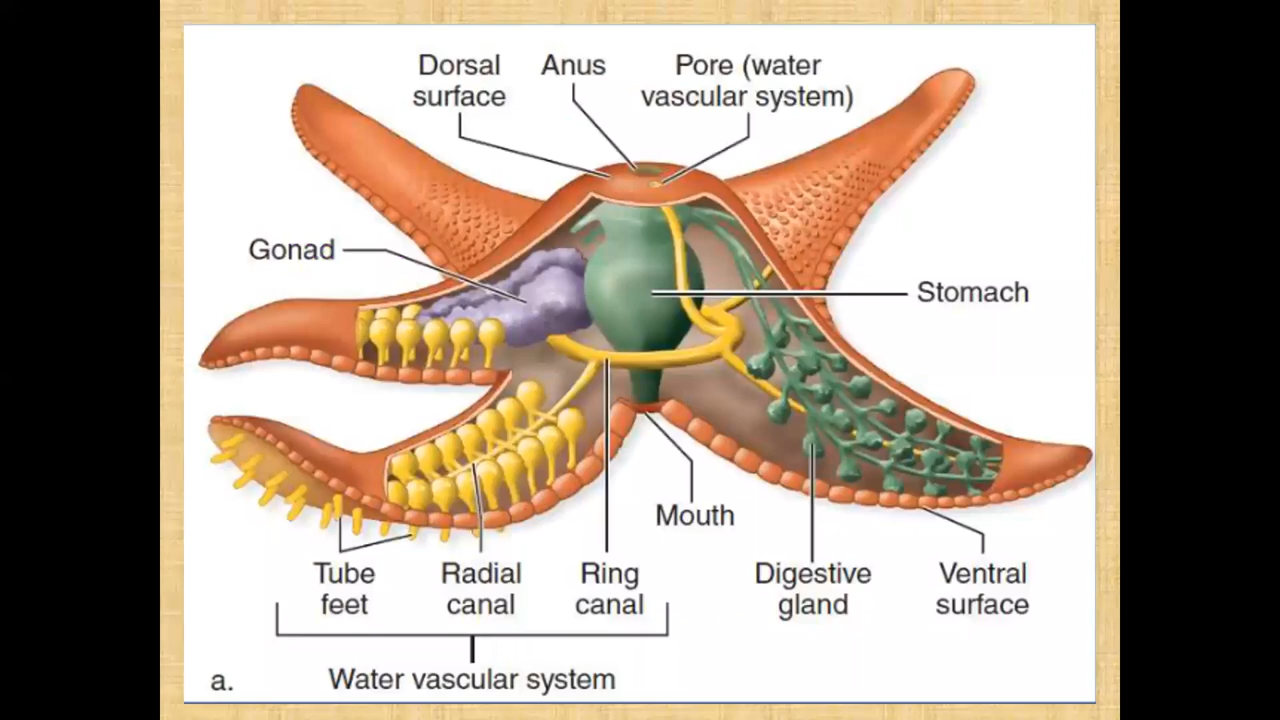 Dorsal
surface
Anus
Pore (water
vascular system)
Gonad
Stomach
Mouth
Tube
feet
Radial
canal
Ring
canal
Digestive
gland
Ventral
surface
Water vascular system
a.